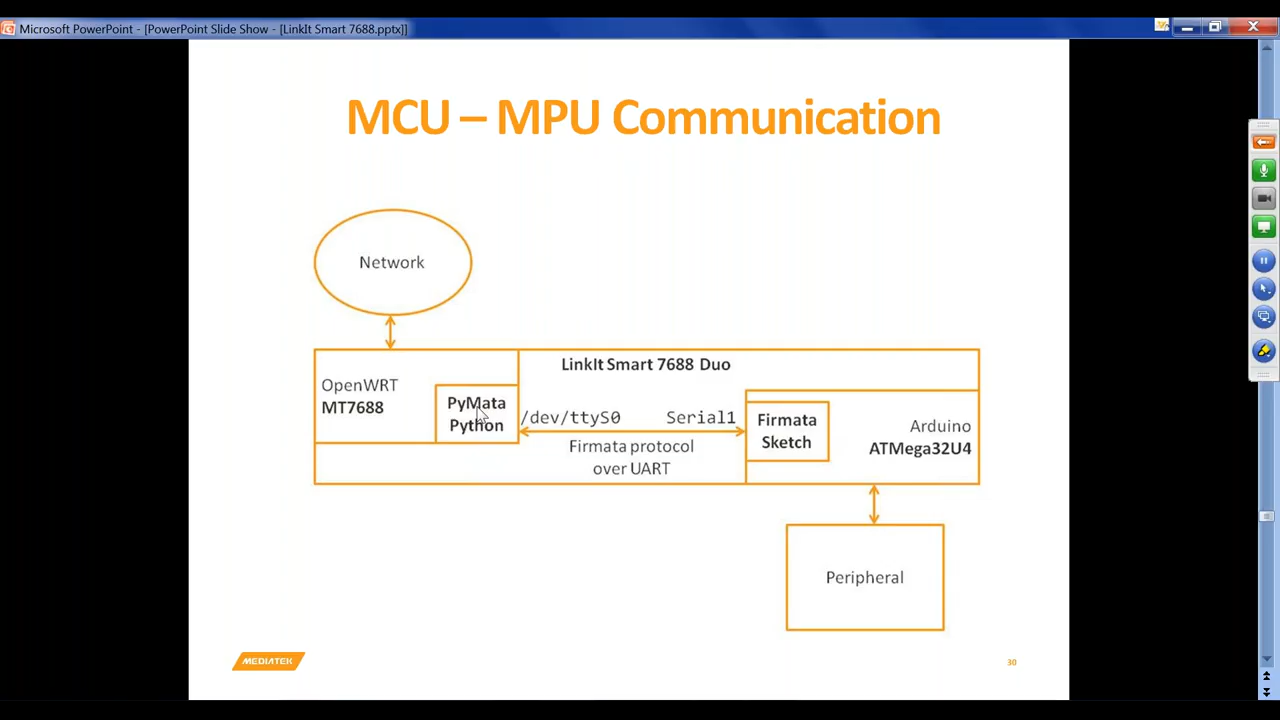 Microsoft PowerPoint - [PowerPoint Slide Show - [LinkIt Smart 7688.pptx]]
MCU – MPU Communication
Network
LinkIt Smart 7688 Duo
OpenWRT
MT7688
PyMata
Python
/dev/ttyS0
Serial1
Firmata protocol
over UART
Firmata
Sketch
Arduino
ATMega32U4
Peripheral
MEDIATEK
30